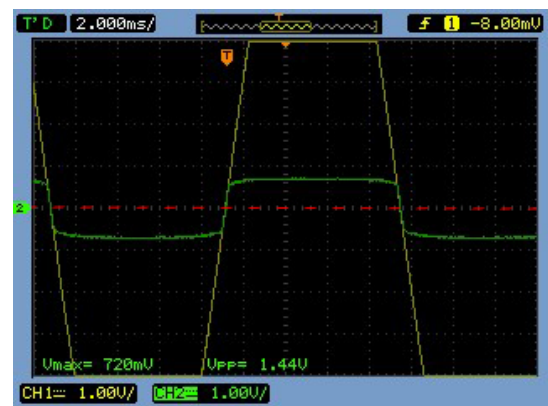 T'D 2.000ms/ T 1 -8.00mV
T
2
Vmax= 720mV VPP= 1.44V
CH1 1.00V/ CH2 1.00V/